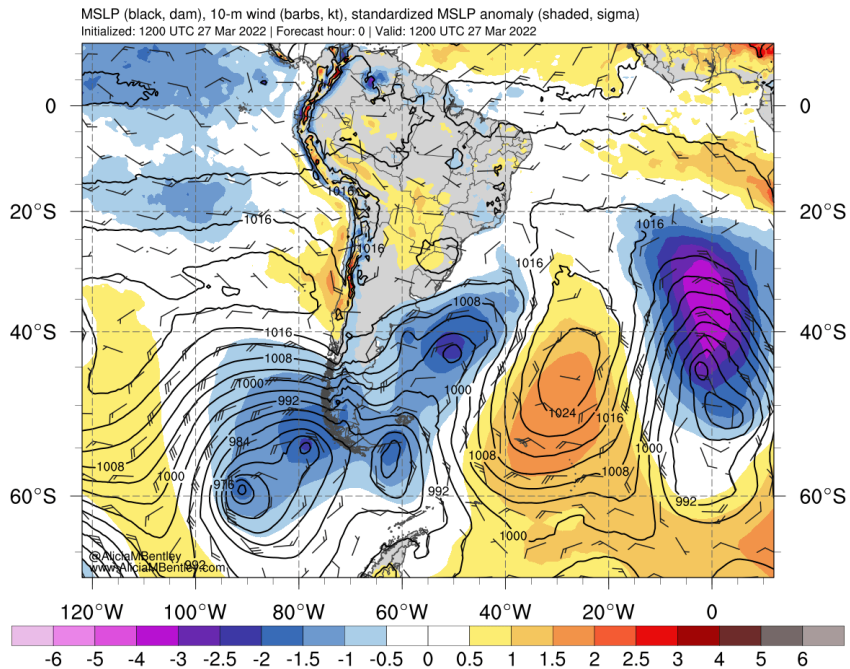 MSLP (black, dam), 10-m wind (barbs, kt), standardized MSLP anomaly (shaded, sigma)
Initialized: 1200 UTC 27 Mar 2022 | Forecast hour: 0 | Valid: 1200 UTC 27 Mar 2022
0 0
1016
20°S 20°S
1016 1016
1016
1016
1008
40°S 40°S
1016
1008
1000 1000
992
1024 1016
984
1000
1008
1008 1008
1000
976
992
60°S 992 60°S
1000
@AliciaMBentley
992
www.AliciaMBentley.com
120°W 100°W 80°W 60°W 40°W 20°W 0
-6 -5 -4 -3 -2.5 -2 -1.5 -1 -0.5 0 0.5 1 1.5 2 2.5 3 4 5 6